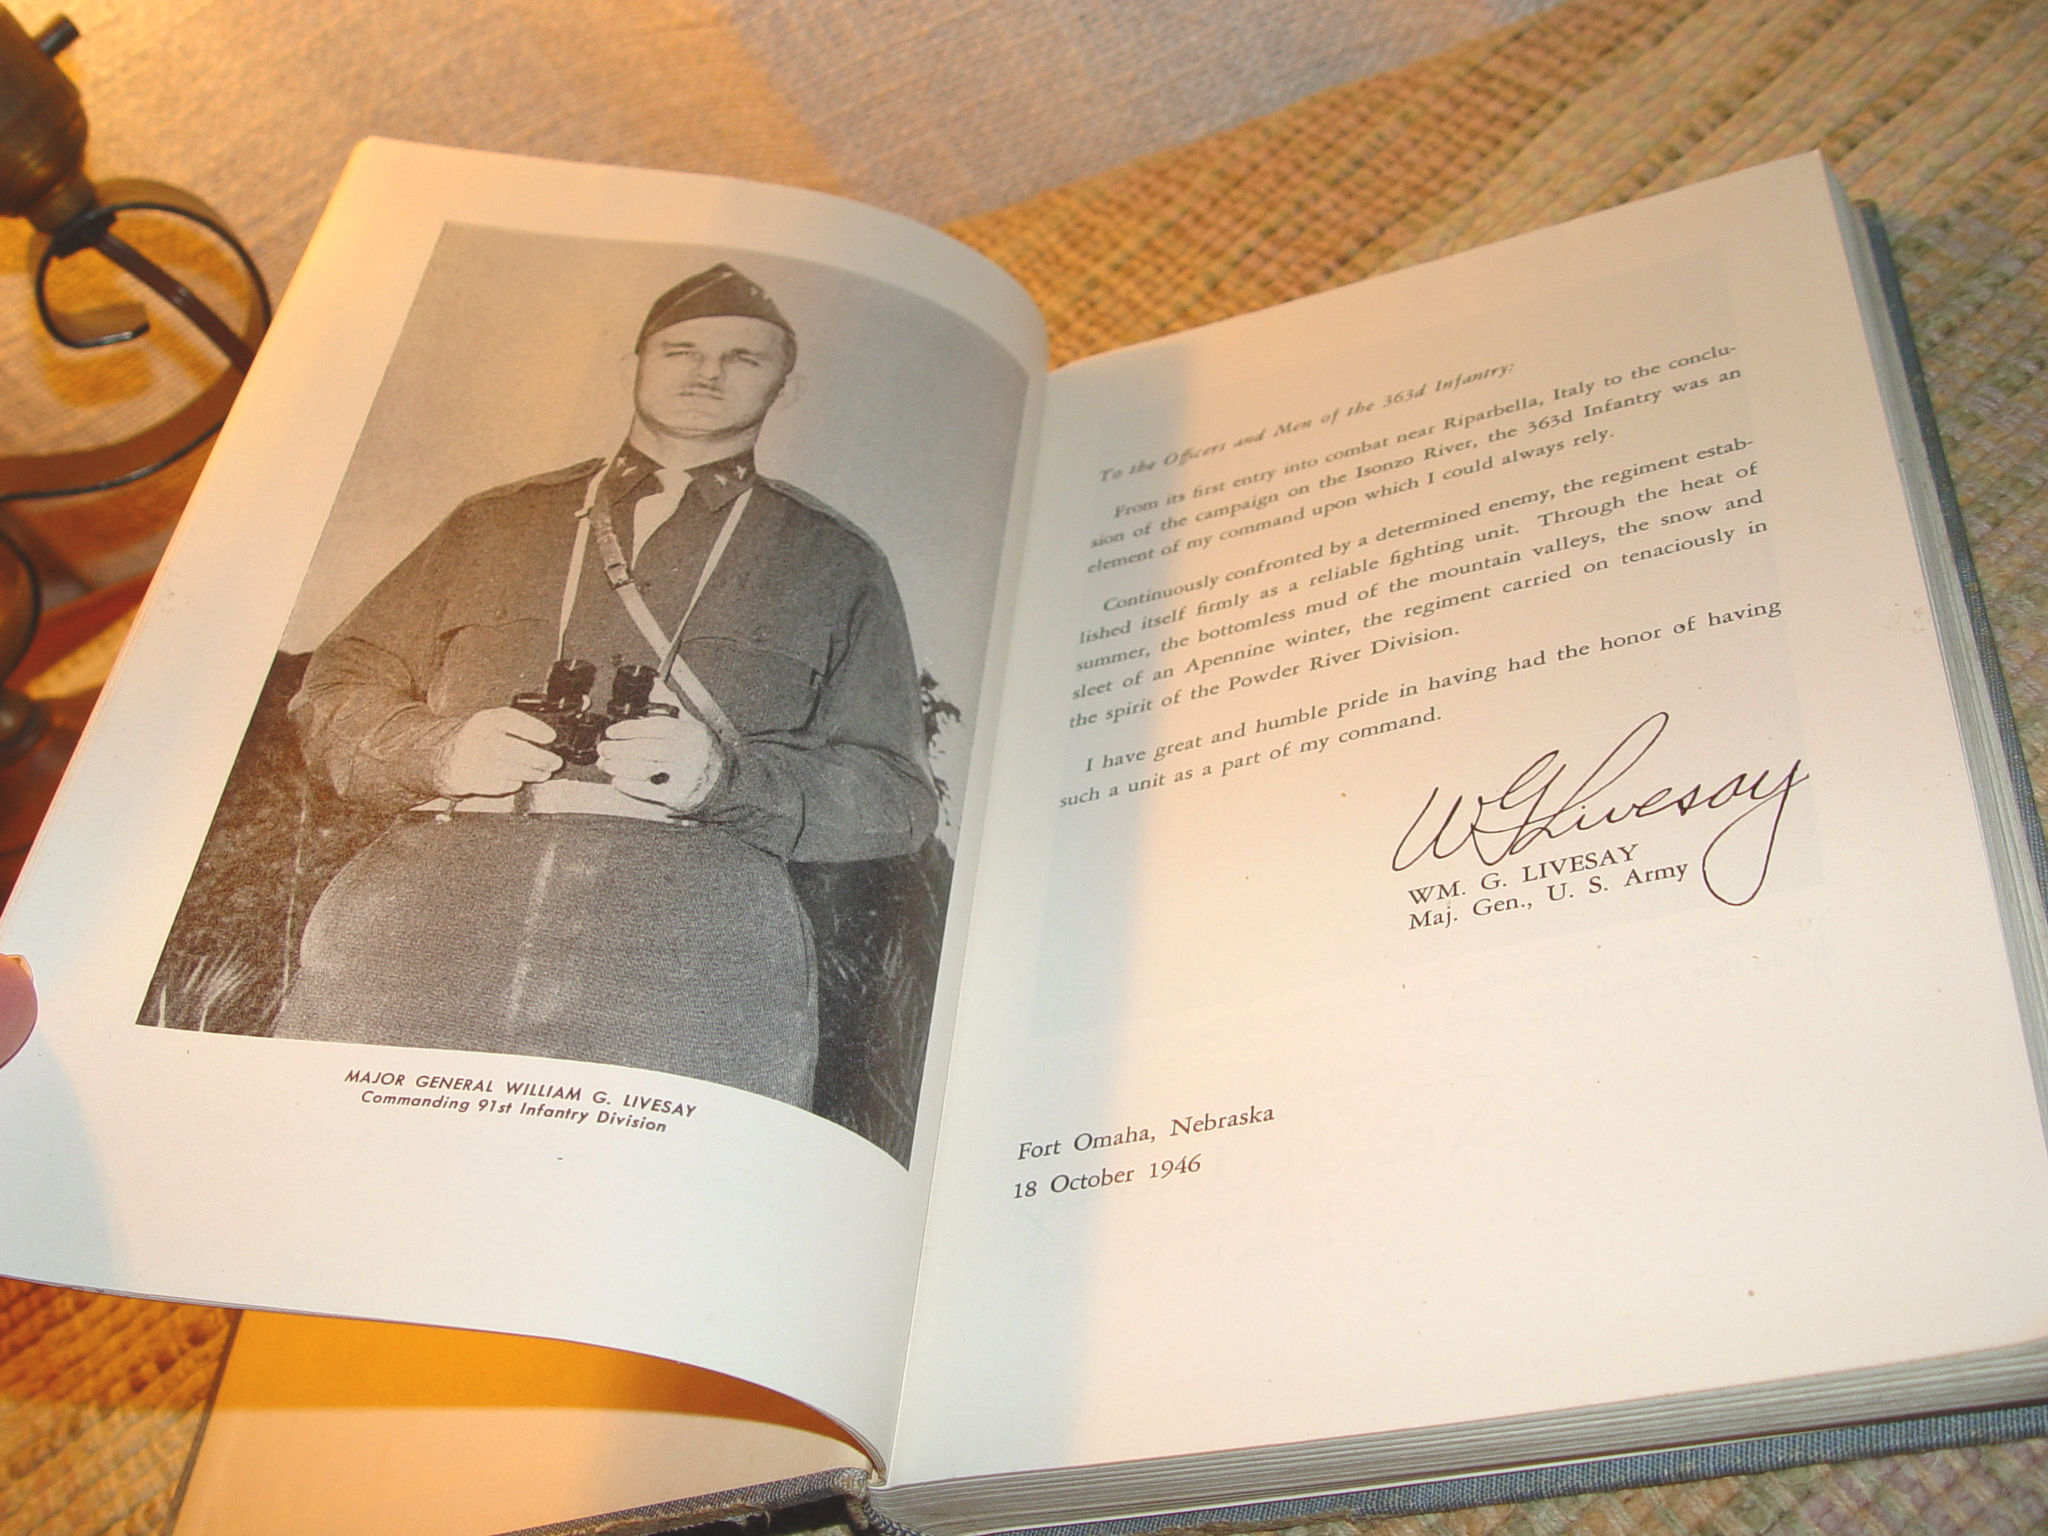 MAJOR GENERAL WILLIAM G. LIVESAY
Commanding 91st Infantry Division
To the Officers and Men of the 363d Infantry:
From its first entry into combat near Riparbella, Italy to the conclu-
sion of the campaign on the Isonzo River, the 363d Infantry was an
element of my command upon which I could always rely.
Continuously confronted by a determined enemy, the regiment estab-
lished itself firmly as a reliable fighting unit. Through the heat of
summer, the bottomless mud of the mountain valleys, the snow and
sleet of an Apennine winter, the regiment carried on tenaciously in
the spirit of the Powder River Division.
I have great and humble pride in having had the honor of having
such a unit as a part of my command.
W G Livesay
WM. G. LIVESAY
Maj. Gen., U. S. Army
Fort Omaha, Nebraska
18 October 1946